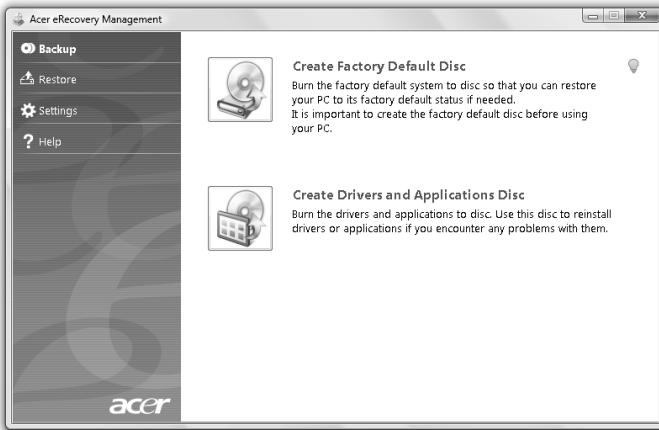 Acer eRecovery Management
Backup
Restore
Settings
Help
Create Factory Default Disc
Burn the factory default system to disc so that you can restore
your PC to its factory default status if needed.
It is important to create the factory default disc before using
your PC.
Create Drivers and Applications Disc
Burn the drivers and applications to disc. Use this disc to reinstall
drivers or applications if you encounter any problems with them.
acer